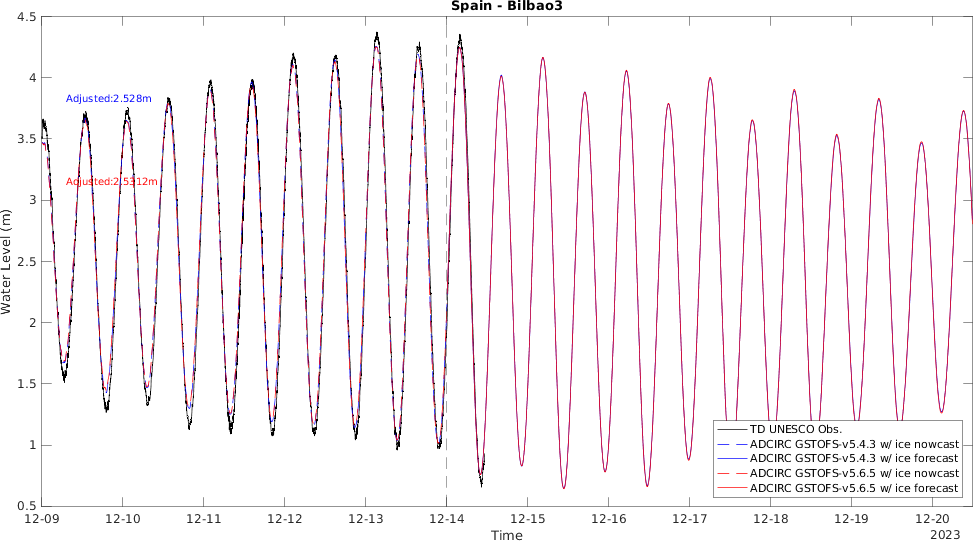 Spain - Bilbao3
4.5
4
3.5
3
2.5
2
1.5
1
0.5
Water Level (m)
Adjusted:2.528m
Adjusted:2.5312m
TD UNESCO Obs.
ADCIRC GSTOFS-v5.4.3 w/ ice nowcast
ADCIRC GSTOFS-v5.4.3 w/ ice forecast
ADCIRC GSTOFS-v5.6.5 w/ ice nowcast
ADCIRC GSTOFS-v5.6.5 w/ ice forecast
12-09 12-10 12-11 12-12 12-13 12-14 12-15 12-16 12-17 12-18 12-19 12-20
Time
2023